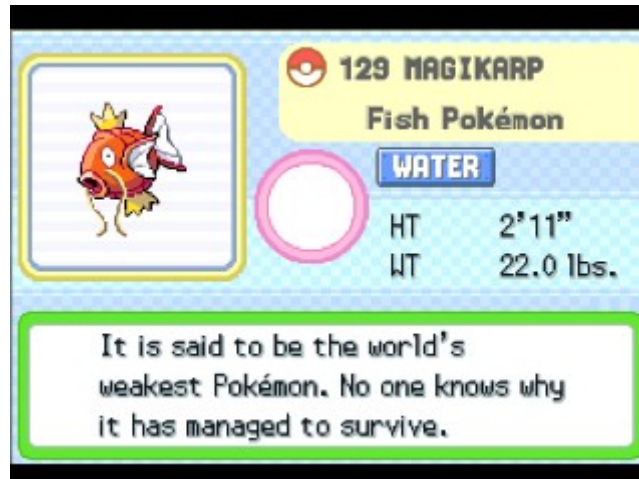 129 MAGIKARP
Fish Pokémon
WATER
HT 2'11"
WT 22.0 lbs.
It is said to be the world's
weakest Pokémon. No one knows why
it has managed to survive.